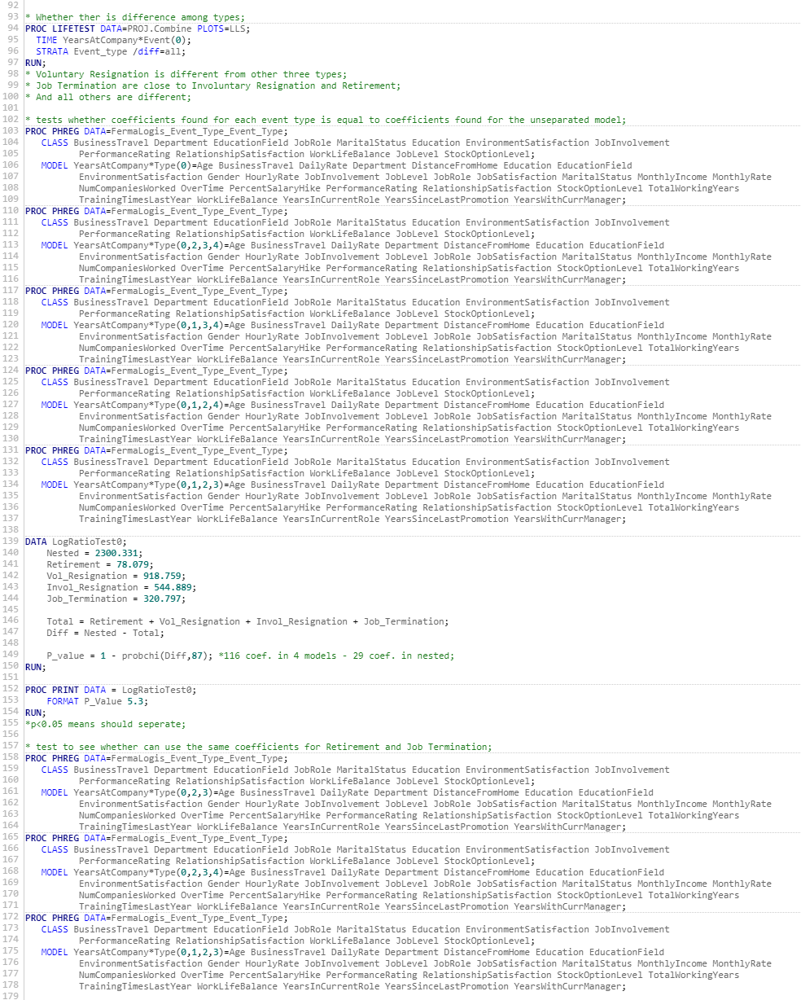 92
93 * Whether ther is difference among types;
94 PROC LIFETEST DATA=PROJ.Combine PLOTS=LLS;
95   TIME YearsAtCompany*Event(0);
96   STRATA Event_type /diff=all;
97 RUN;
98 * Voluntary Resignation is different from other three types;
99 * Job Termination are close to Involuntary Resignation and Retirement;
100 * And all others are different;
101
102 * tests whether coefficients found for each event type is equal to coefficients found for the unseparated model;
103 PROC PHREG DATA=FermaLogis_Event_Type_Event_Type;
104    CLASS BusinessTravel Department EducationField JobRole MaritalStatus Education EnvironmentSatisfaction JobInvolvement
105           PerformanceRating RelationshipSatisfaction WorkLifeBalance JobLevel StockOptionLevel;
106    MODEL YearsAtCompany*Type(0)=Age BusinessTravel DailyRate Department DistanceFromHome Education EducationField
107           EnvironmentSatisfaction Gender HourlyRate JobInvolvement JobLevel JobRole JobSatisfaction MaritalStatus MonthlyIncome MonthlyRate
108           NumCompaniesWorked OverTime PercentSalaryHike PerformanceRating RelationshipSatisfaction StockOptionLevel TotalWorkingYears
109           TrainingTimesLastYear WorkLifeBalance YearsInCurrentRole YearsSinceLastPromotion YearsWithCurrManager;
110 PROC PHREG DATA=FermaLogis_Event_Type_Event_Type;
111    CLASS BusinessTravel Department EducationField JobRole MaritalStatus Education EnvironmentSatisfaction JobInvolvement
112           PerformanceRating RelationshipSatisfaction WorkLifeBalance JobLevel StockOptionLevel;
113    MODEL YearsAtCompany*Type(0,2,3,4)=Age BusinessTravel DailyRate Department DistanceFromHome Education EducationField
114           EnvironmentSatisfaction Gender HourlyRate JobInvolvement JobLevel JobRole JobSatisfaction MaritalStatus MonthlyIncome MonthlyRate
115           NumCompaniesWorked OverTime PercentSalaryHike PerformanceRating RelationshipSatisfaction StockOptionLevel TotalWorkingYears
116           TrainingTimesLastYear WorkLifeBalance YearsInCurrentRole YearsSinceLastPromotion YearsWithCurrManager;
117 PROC PHREG DATA=FermaLogis_Event_Type_Event_Type;
118    CLASS BusinessTravel Department EducationField JobRole MaritalStatus Education EnvironmentSatisfaction JobInvolvement
119           PerformanceRating RelationshipSatisfaction WorkLifeBalance JobLevel StockOptionLevel;
120    MODEL YearsAtCompany*Type(0,1,3,4)=Age BusinessTravel DailyRate Department DistanceFromHome Education EducationField
121           EnvironmentSatisfaction Gender HourlyRate JobInvolvement JobLevel JobRole JobSatisfaction MaritalStatus MonthlyIncome MonthlyRate
122           NumCompaniesWorked OverTime PercentSalaryHike PerformanceRating RelationshipSatisfaction StockOptionLevel TotalWorkingYears
123           TrainingTimesLastYear WorkLifeBalance YearsInCurrentRole YearsSinceLastPromotion YearsWithCurrManager;
124 PROC PHREG DATA=FermaLogis_Event_Type_Event_Type;
125    CLASS BusinessTravel Department EducationField JobRole MaritalStatus Education EnvironmentSatisfaction JobInvolvement
126           PerformanceRating RelationshipSatisfaction WorkLifeBalance JobLevel StockOptionLevel;
127    MODEL YearsAtCompany*Type(0,1,2,4)=Age BusinessTravel DailyRate Department DistanceFromHome Education EducationField
128           EnvironmentSatisfaction Gender HourlyRate JobInvolvement JobLevel JobRole JobSatisfaction MaritalStatus MonthlyIncome MonthlyRate
129           NumCompaniesWorked OverTime PercentSalaryHike PerformanceRating RelationshipSatisfaction StockOptionLevel TotalWorkingYears
130           TrainingTimesLastYear WorkLifeBalance YearsInCurrentRole YearsSinceLastPromotion YearsWithCurrManager;
131 PROC PHREG DATA=FermaLogis_Event_Type_Event_Type;
132    CLASS BusinessTravel Department EducationField JobRole MaritalStatus Education EnvironmentSatisfaction JobInvolvement
133           PerformanceRating RelationshipSatisfaction WorkLifeBalance JobLevel StockOptionLevel;
134    MODEL YearsAtCompany*Type(0,1,2,3)=Age BusinessTravel DailyRate Department DistanceFromHome Education EducationField
135           EnvironmentSatisfaction Gender HourlyRate JobInvolvement JobLevel JobRole JobSatisfaction MaritalStatus MonthlyIncome MonthlyRate
136           NumCompaniesWorked OverTime PercentSalaryHike PerformanceRating RelationshipSatisfaction StockOptionLevel TotalWorkingYears
137           TrainingTimesLastYear WorkLifeBalance YearsInCurrentRole YearsSinceLastPromotion YearsWithCurrManager;
138
139 DATA LogRatioTest0;
140     Nested = 2300.331;
141     Retirement = 78.079;
142     Vol_Resignation = 918.759;
143     Invol_Resignation = 544.889;
144     Job_Termination = 320.797;
145
146     Total = Retirement + Vol_Resignation + Invol_Resignation + Job_Termination;
147     Diff = Nested - Total;
148
149     P_value = 1 - probchi(Diff,87); *116 coef. in 4 models - 29 coef. in nested;
150 RUN;
151
152 PROC PRINT DATA = LogRatioTest0;
153     FORMAT P_Value 5.3;
154 RUN;
155 *p<0.05 means should seperate;
156
157 * test to see whether can use the same coefficients for Retirement and Job Termination;
158 PROC PHREG DATA=FermaLogis_Event_Type_Event_Type;
159    CLASS BusinessTravel Department EducationField JobRole MaritalStatus Education EnvironmentSatisfaction JobInvolvement
160           PerformanceRating RelationshipSatisfaction WorkLifeBalance JobLevel StockOptionLevel;
161    MODEL YearsAtCompany*Type(0,2,3)=Age BusinessTravel DailyRate Department DistanceFromHome Education EducationField
162           EnvironmentSatisfaction Gender HourlyRate JobInvolvement JobLevel JobRole JobSatisfaction MaritalStatus MonthlyIncome MonthlyRate
163           NumCompaniesWorked OverTime PercentSalaryHike PerformanceRating RelationshipSatisfaction StockOptionLevel TotalWorkingYears
164           TrainingTimesLastYear WorkLifeBalance YearsInCurrentRole YearsSinceLastPromotion YearsWithCurrManager;
165 PROC PHREG DATA=FermaLogis_Event_Type_Event_Type;
166    CLASS BusinessTravel Department EducationField JobRole MaritalStatus Education EnvironmentSatisfaction JobInvolvement
167           PerformanceRating RelationshipSatisfaction WorkLifeBalance JobLevel StockOptionLevel;
168    MODEL YearsAtCompany*Type(0,2,3,4)=Age BusinessTravel DailyRate Department DistanceFromHome Education EducationField
169           EnvironmentSatisfaction Gender HourlyRate JobInvolvement JobLevel JobRole JobSatisfaction MaritalStatus MonthlyIncome MonthlyRate
170           NumCompaniesWorked OverTime PercentSalaryHike PerformanceRating RelationshipSatisfaction StockOptionLevel TotalWorkingYears
171           TrainingTimesLastYear WorkLifeBalance YearsInCurrentRole YearsSinceLastPromotion YearsWithCurrManager;
172 PROC PHREG DATA=FermaLogis_Event_Type_Event_Type;
173    CLASS BusinessTravel Department EducationField JobRole MaritalStatus Education EnvironmentSatisfaction JobInvolvement
174           PerformanceRating RelationshipSatisfaction WorkLifeBalance JobLevel StockOptionLevel;
175    MODEL YearsAtCompany*Type(0,1,2,3)=Age BusinessTravel DailyRate Department DistanceFromHome Education EducationField
176           EnvironmentSatisfaction Gender HourlyRate JobInvolvement JobLevel JobRole JobSatisfaction MaritalStatus MonthlyIncome MonthlyRate
177           NumCompaniesWorked OverTime PercentSalaryHike PerformanceRating RelationshipSatisfaction StockOptionLevel TotalWorkingYears
178           TrainingTimesLastYear WorkLifeBalance YearsInCurrentRole YearsSinceLastPromotion YearsWithCurrManager;
179